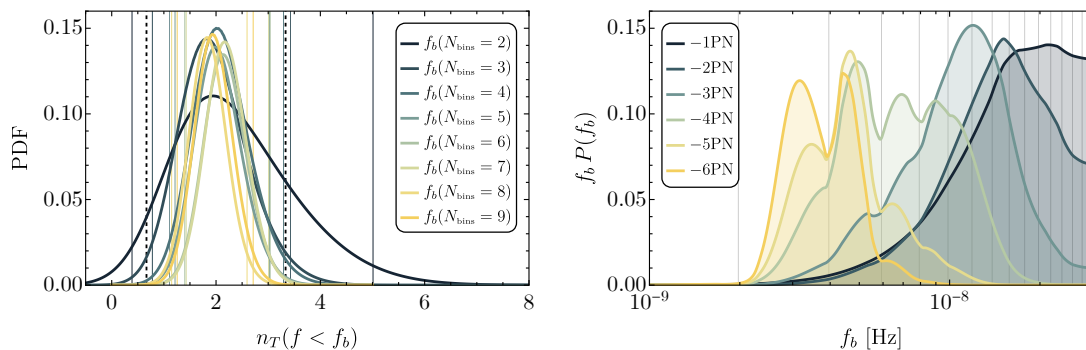 0.15
0.10
0.05
0.00
PDF
0
2
4
6
8
n_T(f < f_b)
f_b(N_bins = 2)
f_b(N_bins = 3)
f_b(N_bins = 4)
f_b(N_bins = 5)
f_b(N_bins = 6)
f_b(N_bins = 7)
f_b(N_bins = 8)
f_b(N_bins = 9)
0.15
0.10
0.05
0.00
f_b P(f_b)
10⁻⁹
10⁻⁸
f_b [Hz]
−1PN
−2PN
−3PN
−4PN
−5PN
−6PN